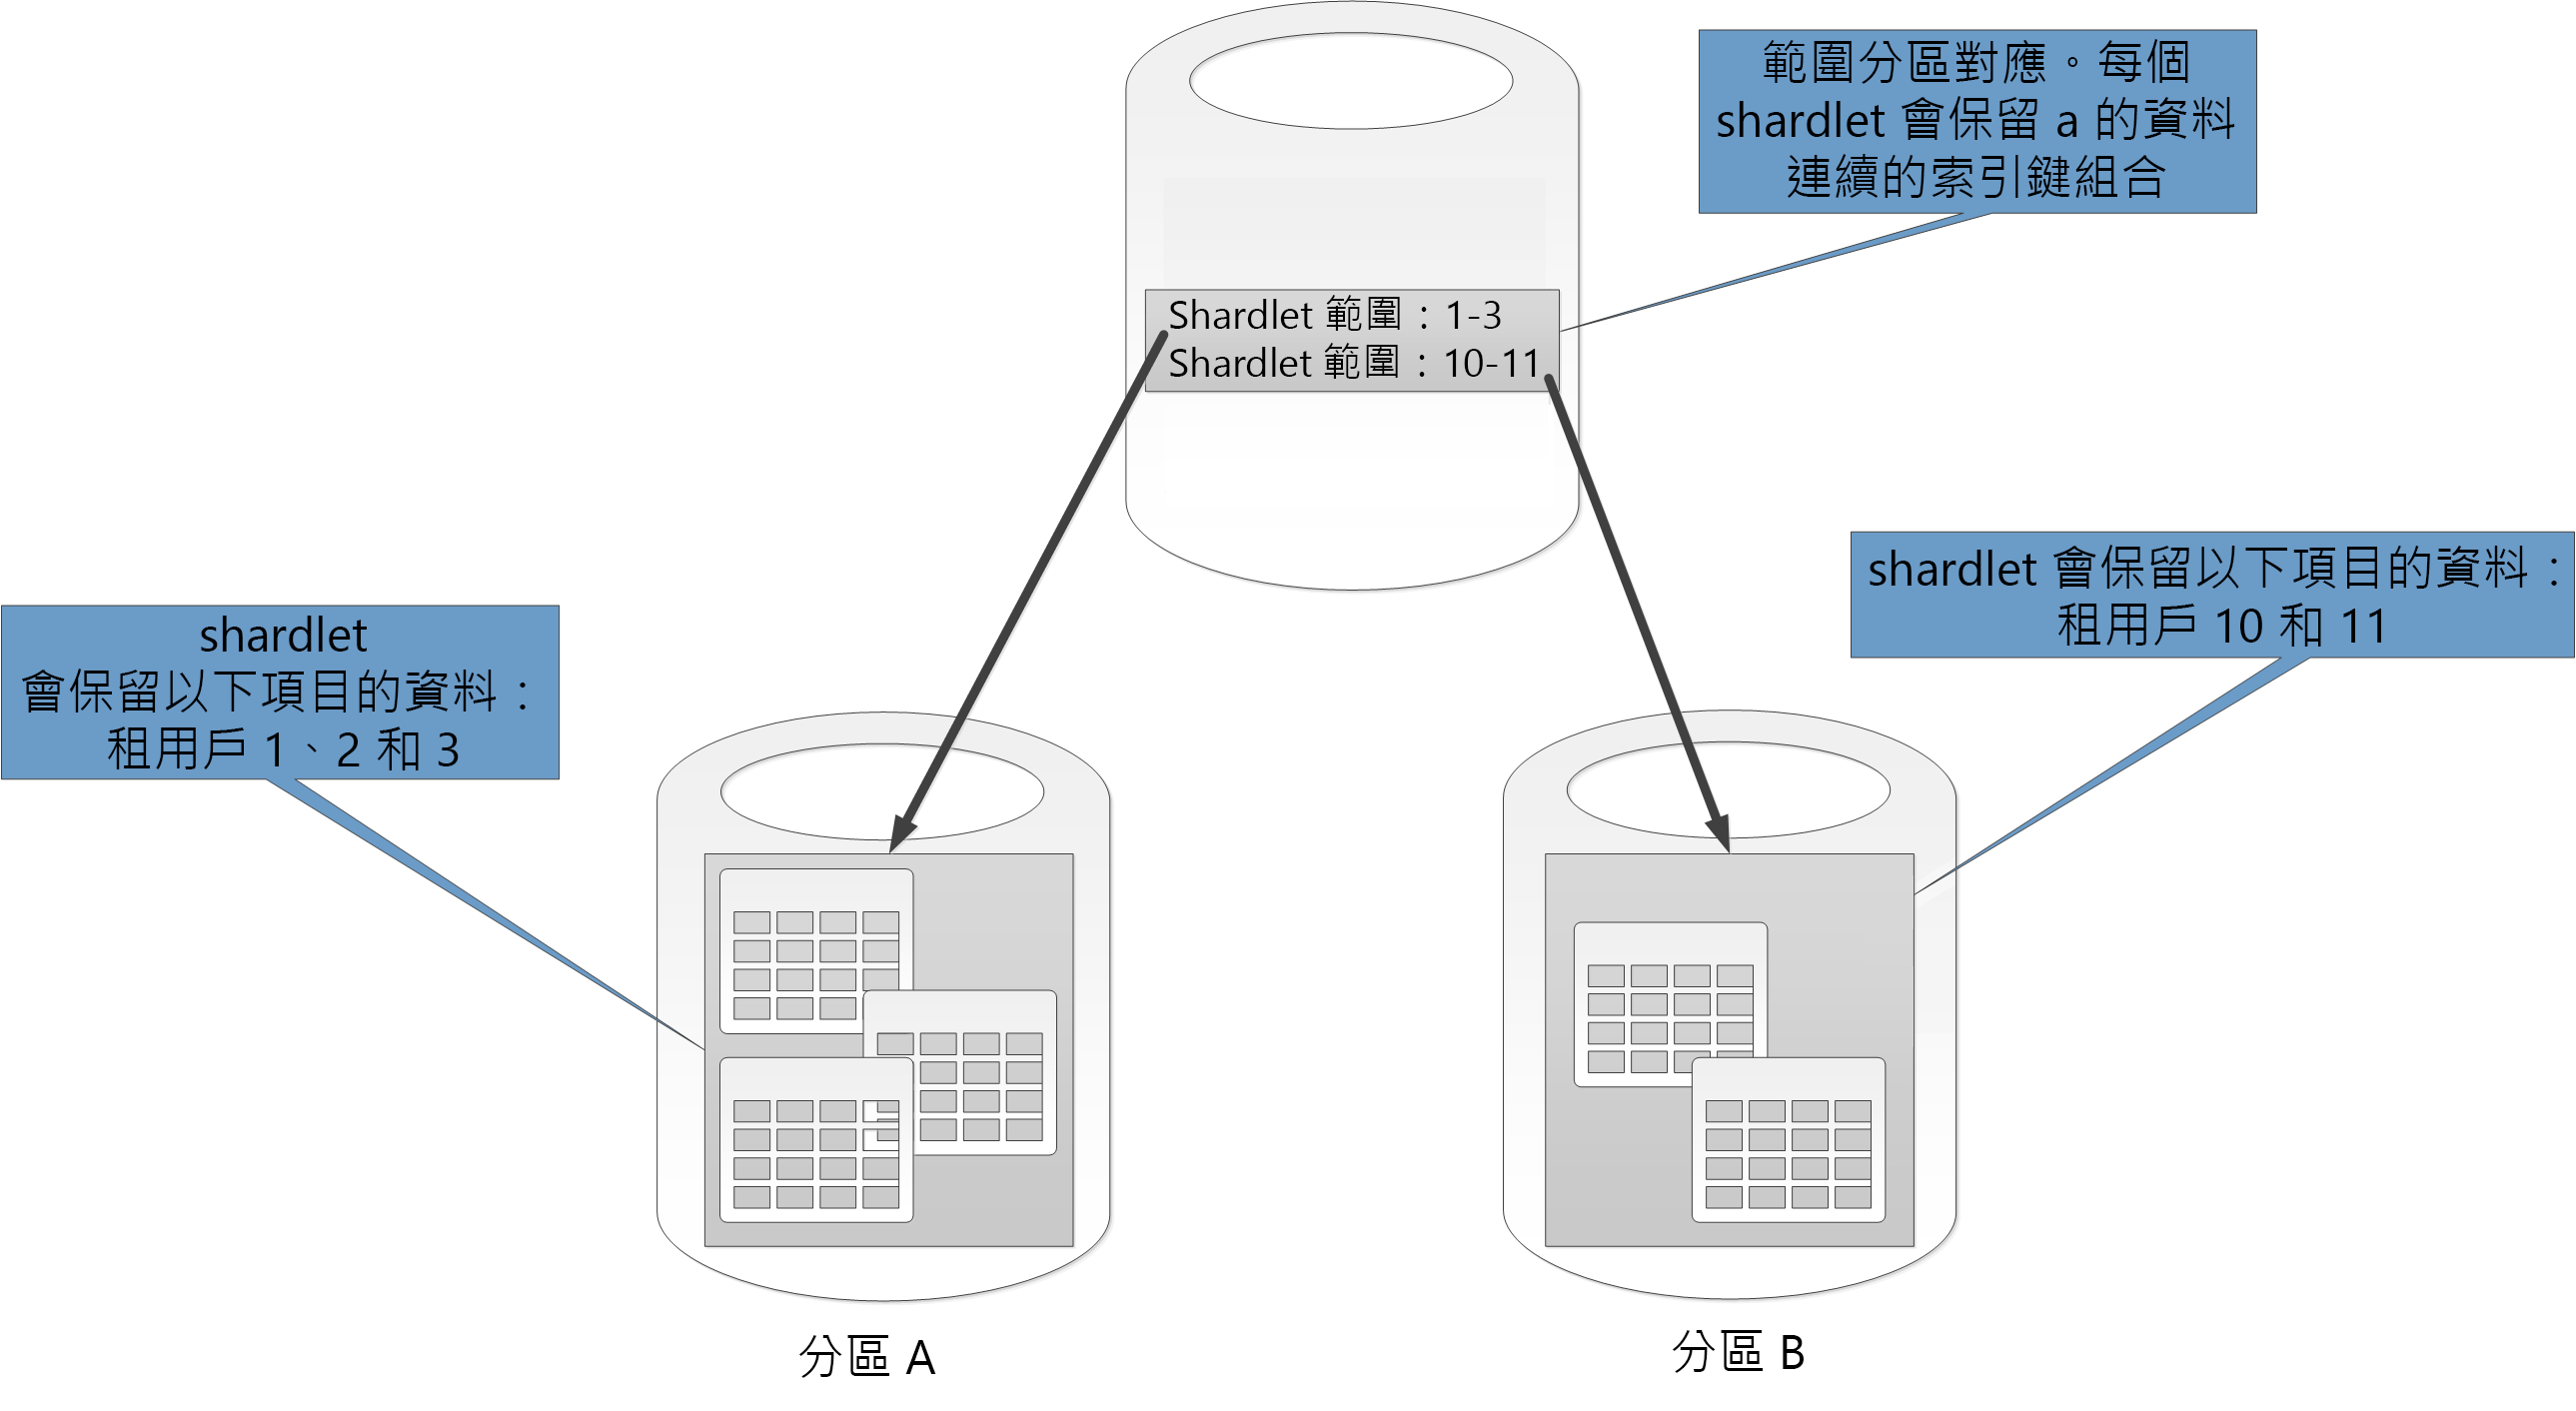 範圍分區對應。每個
shardlet 會保留 a 的資料
連續的索引鍵組合
Shardlet 範圍：1-3
Shardlet 範圍：10-11
shardlet 會保留以下項目的資料：
租用戶 10 和 11
shardlet
會保留以下項目的資料：
租用戶 1、2 和 3
分區 A
分區 B